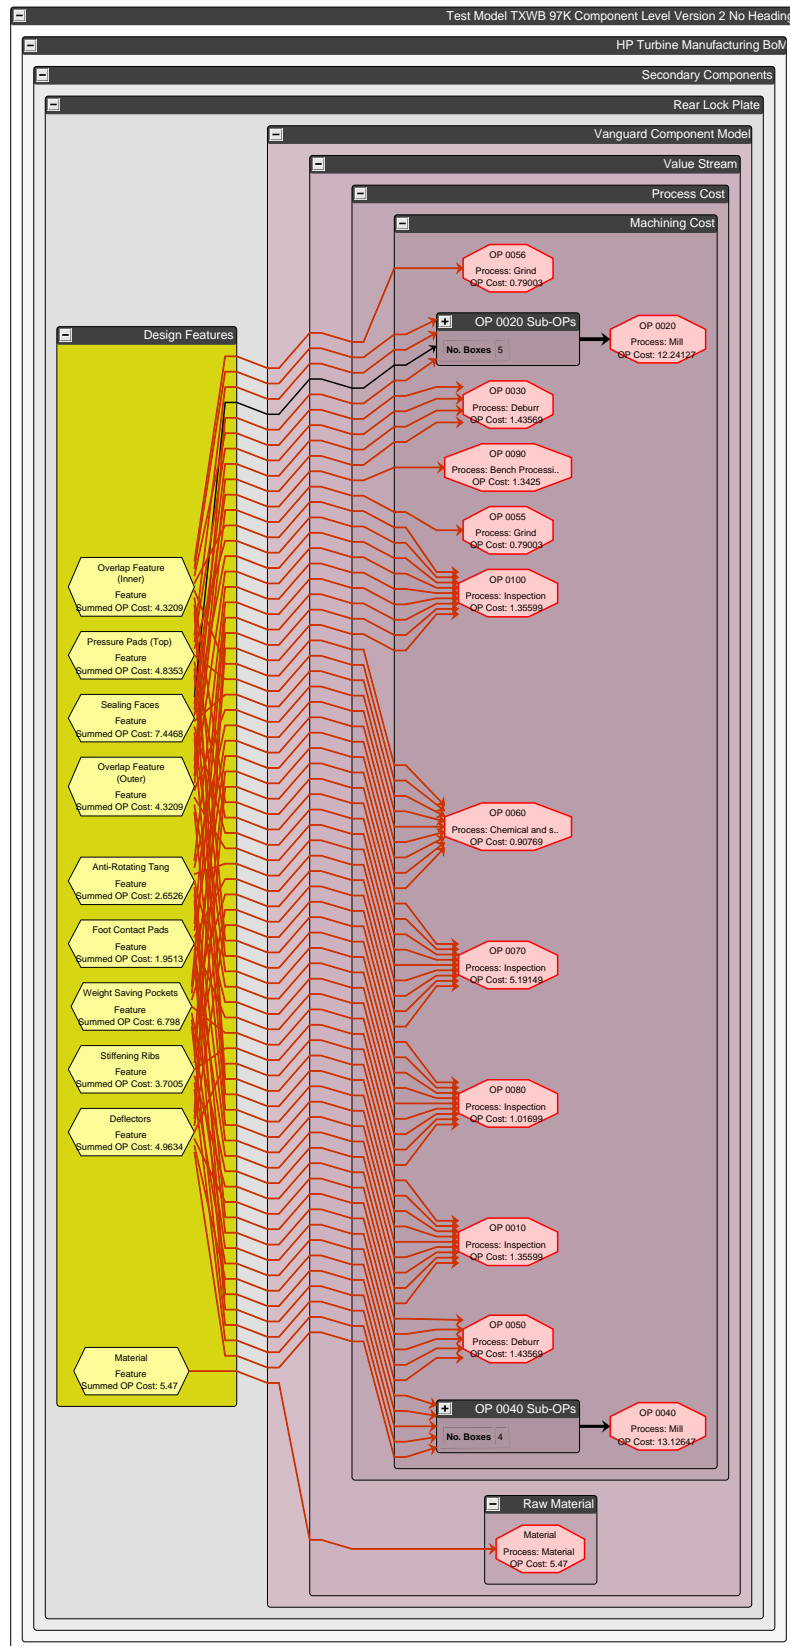 Test Model TXWB 97K Component Level Version 2 No Heading
HP Turbine Manufacturing BoM
Secondary Components
Rear Lock Plate
Vanguard Component Model
Value Stream
Process Cost
Machining Cost
OP 0056
Process: Grind
OP Cost: 0.79003
OP 0020 Sub-OPs
No. Boxes 5
OP 0020
Process: Mill
OP Cost: 12.24127
Design Features
OP 0030
Process: Deburr
OP Cost: 1.43569
OP 0090
Process: Bench Processi..
OP Cost: 1.3425
OP 0055
Process: Grind
OP Cost: 0.79003
OP 0100
Process: Inspection
OP Cost: 1.35599
Overlap Feature
(Inner)
Feature
Summed OP Cost: 4.3209
Pressure Pads (Top)
Feature
Summed OP Cost: 4.8353
Sealing Faces
Feature
Summed OP Cost: 7.4468
Overlap Feature
(Outer)
Feature
Summed OP Cost: 4.3209
OP 0060
Process: Chemical and s..
OP Cost: 0.90769
Anti-Rotating Tang
Feature
Summed OP Cost: 2.6526
Foot Contact Pads
Feature
Summed OP Cost: 1.9513
OP 0070
Process: Inspection
OP Cost: 5.19149
Weight Saving Pockets
Feature
Summed OP Cost: 6.798
Stiffening Ribs
Feature
Summed OP Cost: 3.7005
OP 0080
Process: Inspection
OP Cost: 1.01699
Deflectors
Feature
Summed OP Cost: 4.9634
OP 0010
Process: Inspection
OP Cost: 1.35599
OP 0050
Process: Deburr
OP Cost: 1.43569
Material
Feature
Summed OP Cost: 5.47
OP 0040 Sub-OPs
No. Boxes 4
OP 0040
Process: Mill
OP Cost: 13.12647
Raw Material
Material
Process: Material
OP Cost: 5.47